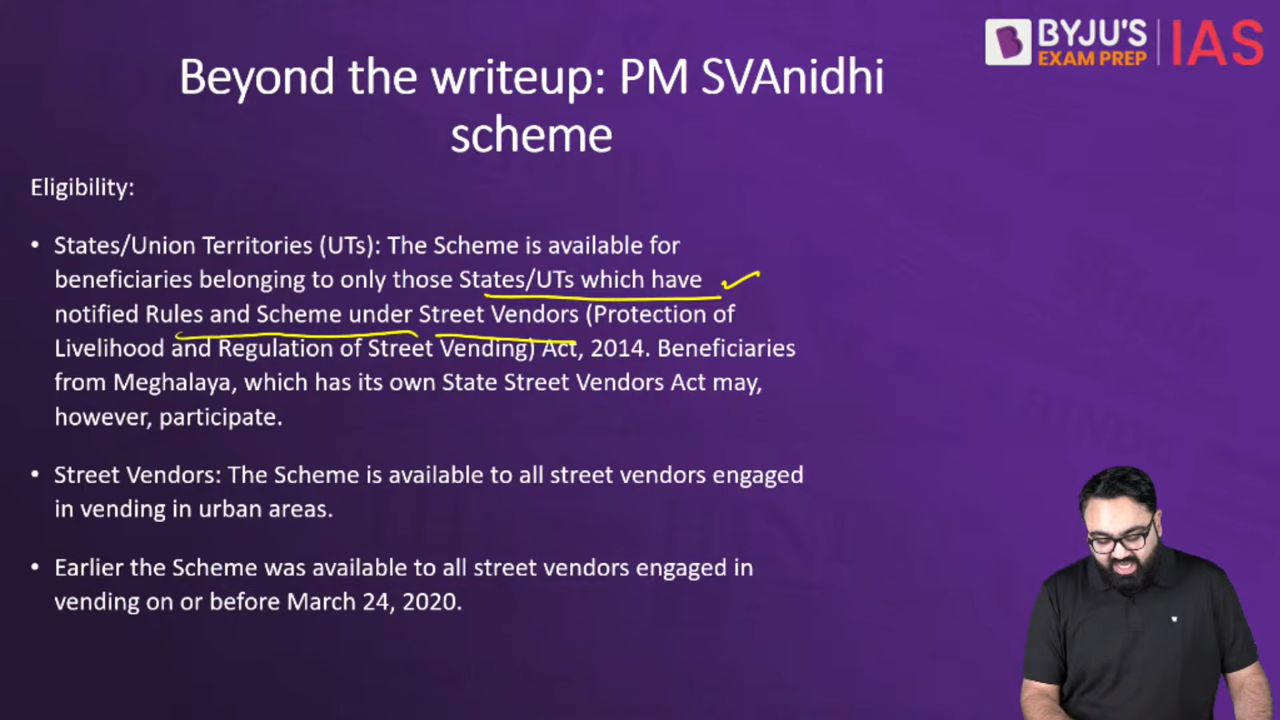 BYJU'S
EXAM PREP
IAS
Beyond the writeup: PM SVAnidhi
scheme
Eligibility:
• States/Union Territories (UTs): The Scheme is available for
beneficiaries belonging to only those States/UTs which have
notified Rules and Scheme under Street Vendors (Protection of
Livelihood and Regulation of Street Vending) Act, 2014. Beneficiaries
from Meghalaya, which has its own State Street Vendors Act may,
however, participate.
• Street Vendors: The Scheme is available to all street vendors engaged
in vending in urban areas.
• Earlier the Scheme was available to all street vendors engaged in
vending on or before March 24, 2020.